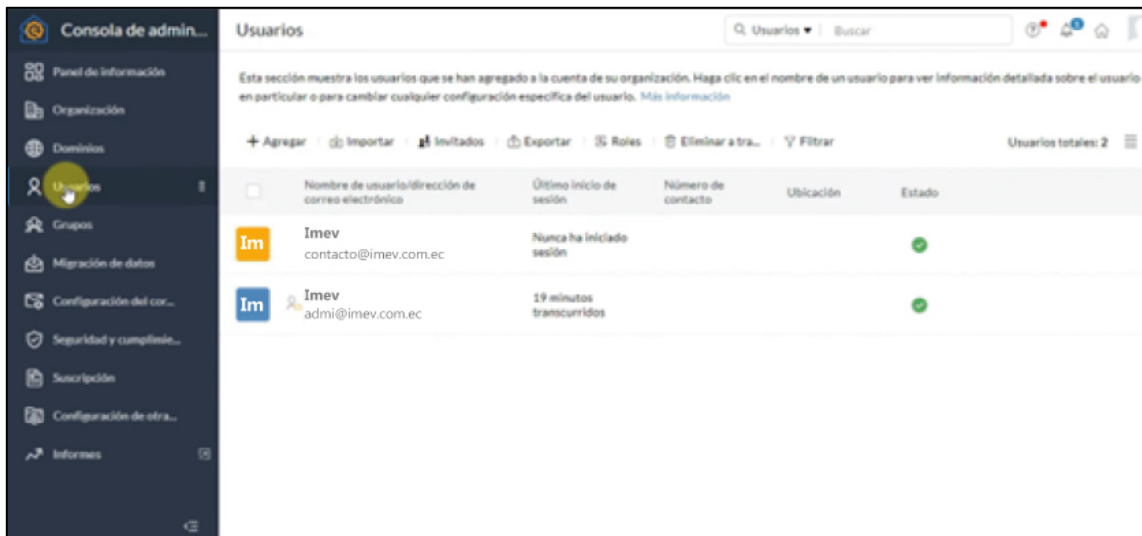 Consola de admin...
Usuarios
Usuarios
Buscar
Panel de información
Organización
Dominios
Usuarios
Grupos
Migración de datos
Configuración del cor...
Seguridad y cumplimie...
Suscripción
Configuración de otra...
Informes
Esta sección muestra los usuarios que se han agregado a la cuenta de su organización. Haga clic en el nombre de un usuario para ver información detallada sobre el usuario
en particular o para cambiar cualquier configuración específica del usuario. Más información
Agregar
Importar
Invitados
Exportar
Roles
Eliminar a tra...
Filtrar
Usuarios totales: 2
Nombre de usuario/dirección de
correo electrónico
Último inicio de
sesión
Número de
contacto
Ubicación
Estado
Im
Imev
contacto@imev.com.ec
Nunca ha iniciado
sesión
Im
Imev
admi@imev.com.ec
19 minutos
transcurridos